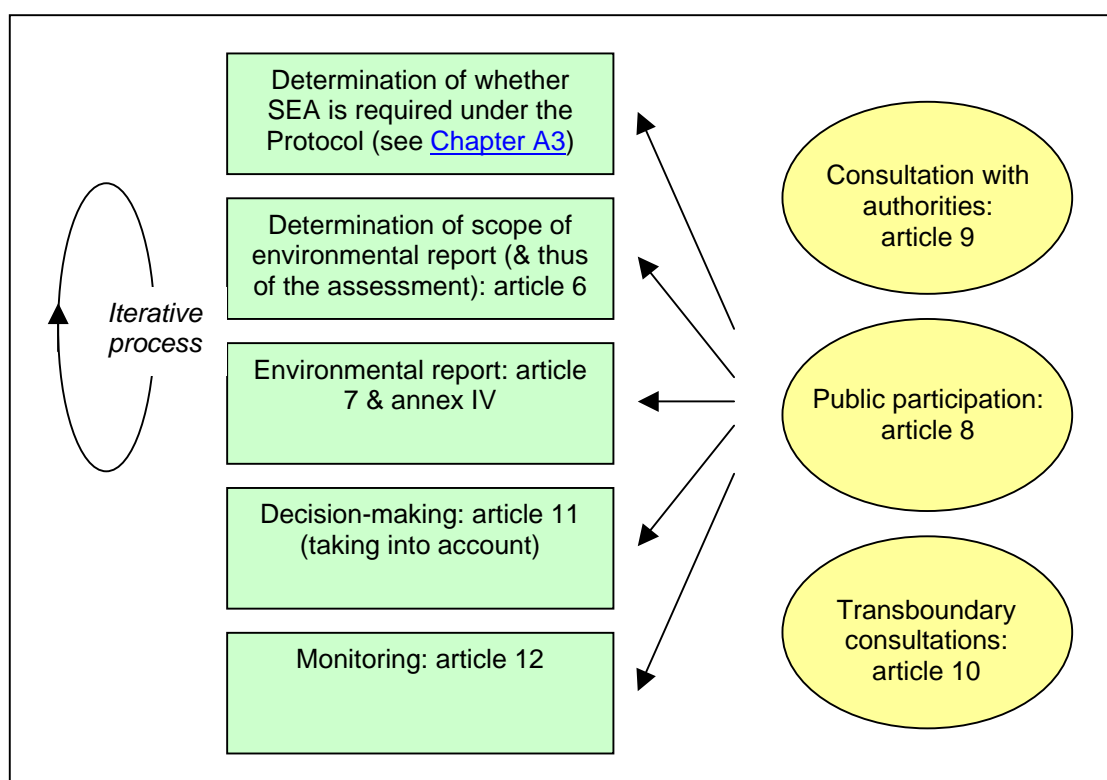 Determination of whether
SEA is required under the
Protocol (see Chapter A3)
Determination of scope of
environmental report (& thus
of the assessment): article 6
Iterative
process
Environmental report: article
7 & annex IV
Decision-making: article 11
(taking into account)
Monitoring: article 12
Consultation with
authorities:
article 9
Public participation:
article 8
Transboundary
consultations:
article 10